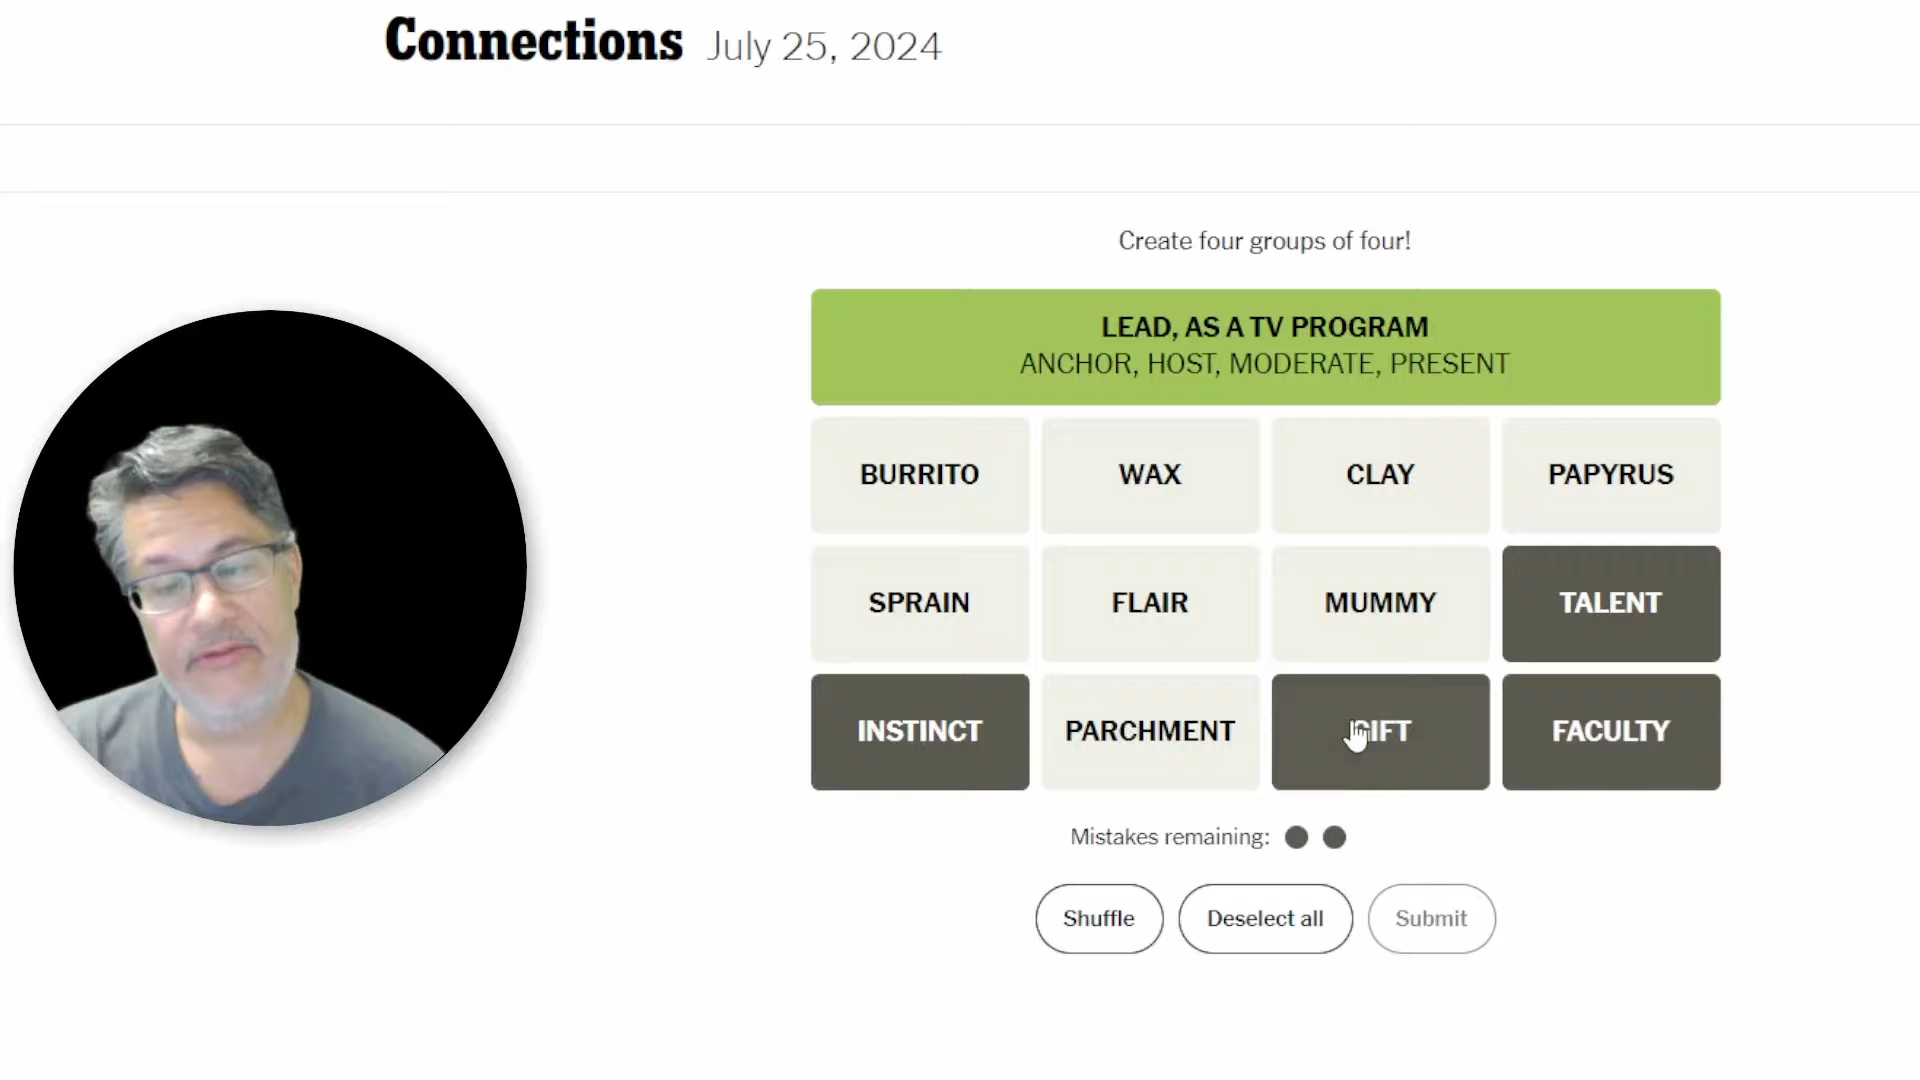 Connections July 25, 2024
Create four groups of four!
LEAD, AS A TV PROGRAM
ANCHOR, HOST, MODERATE, PRESENT
BURRITO WAX CLAY PAPYRUS
SPRAIN FLAIR MUMMY TALENT
INSTINCT PARCHMENT GIFT FACULTY
Mistakes remaining:
Shuffle Deselect all Submit